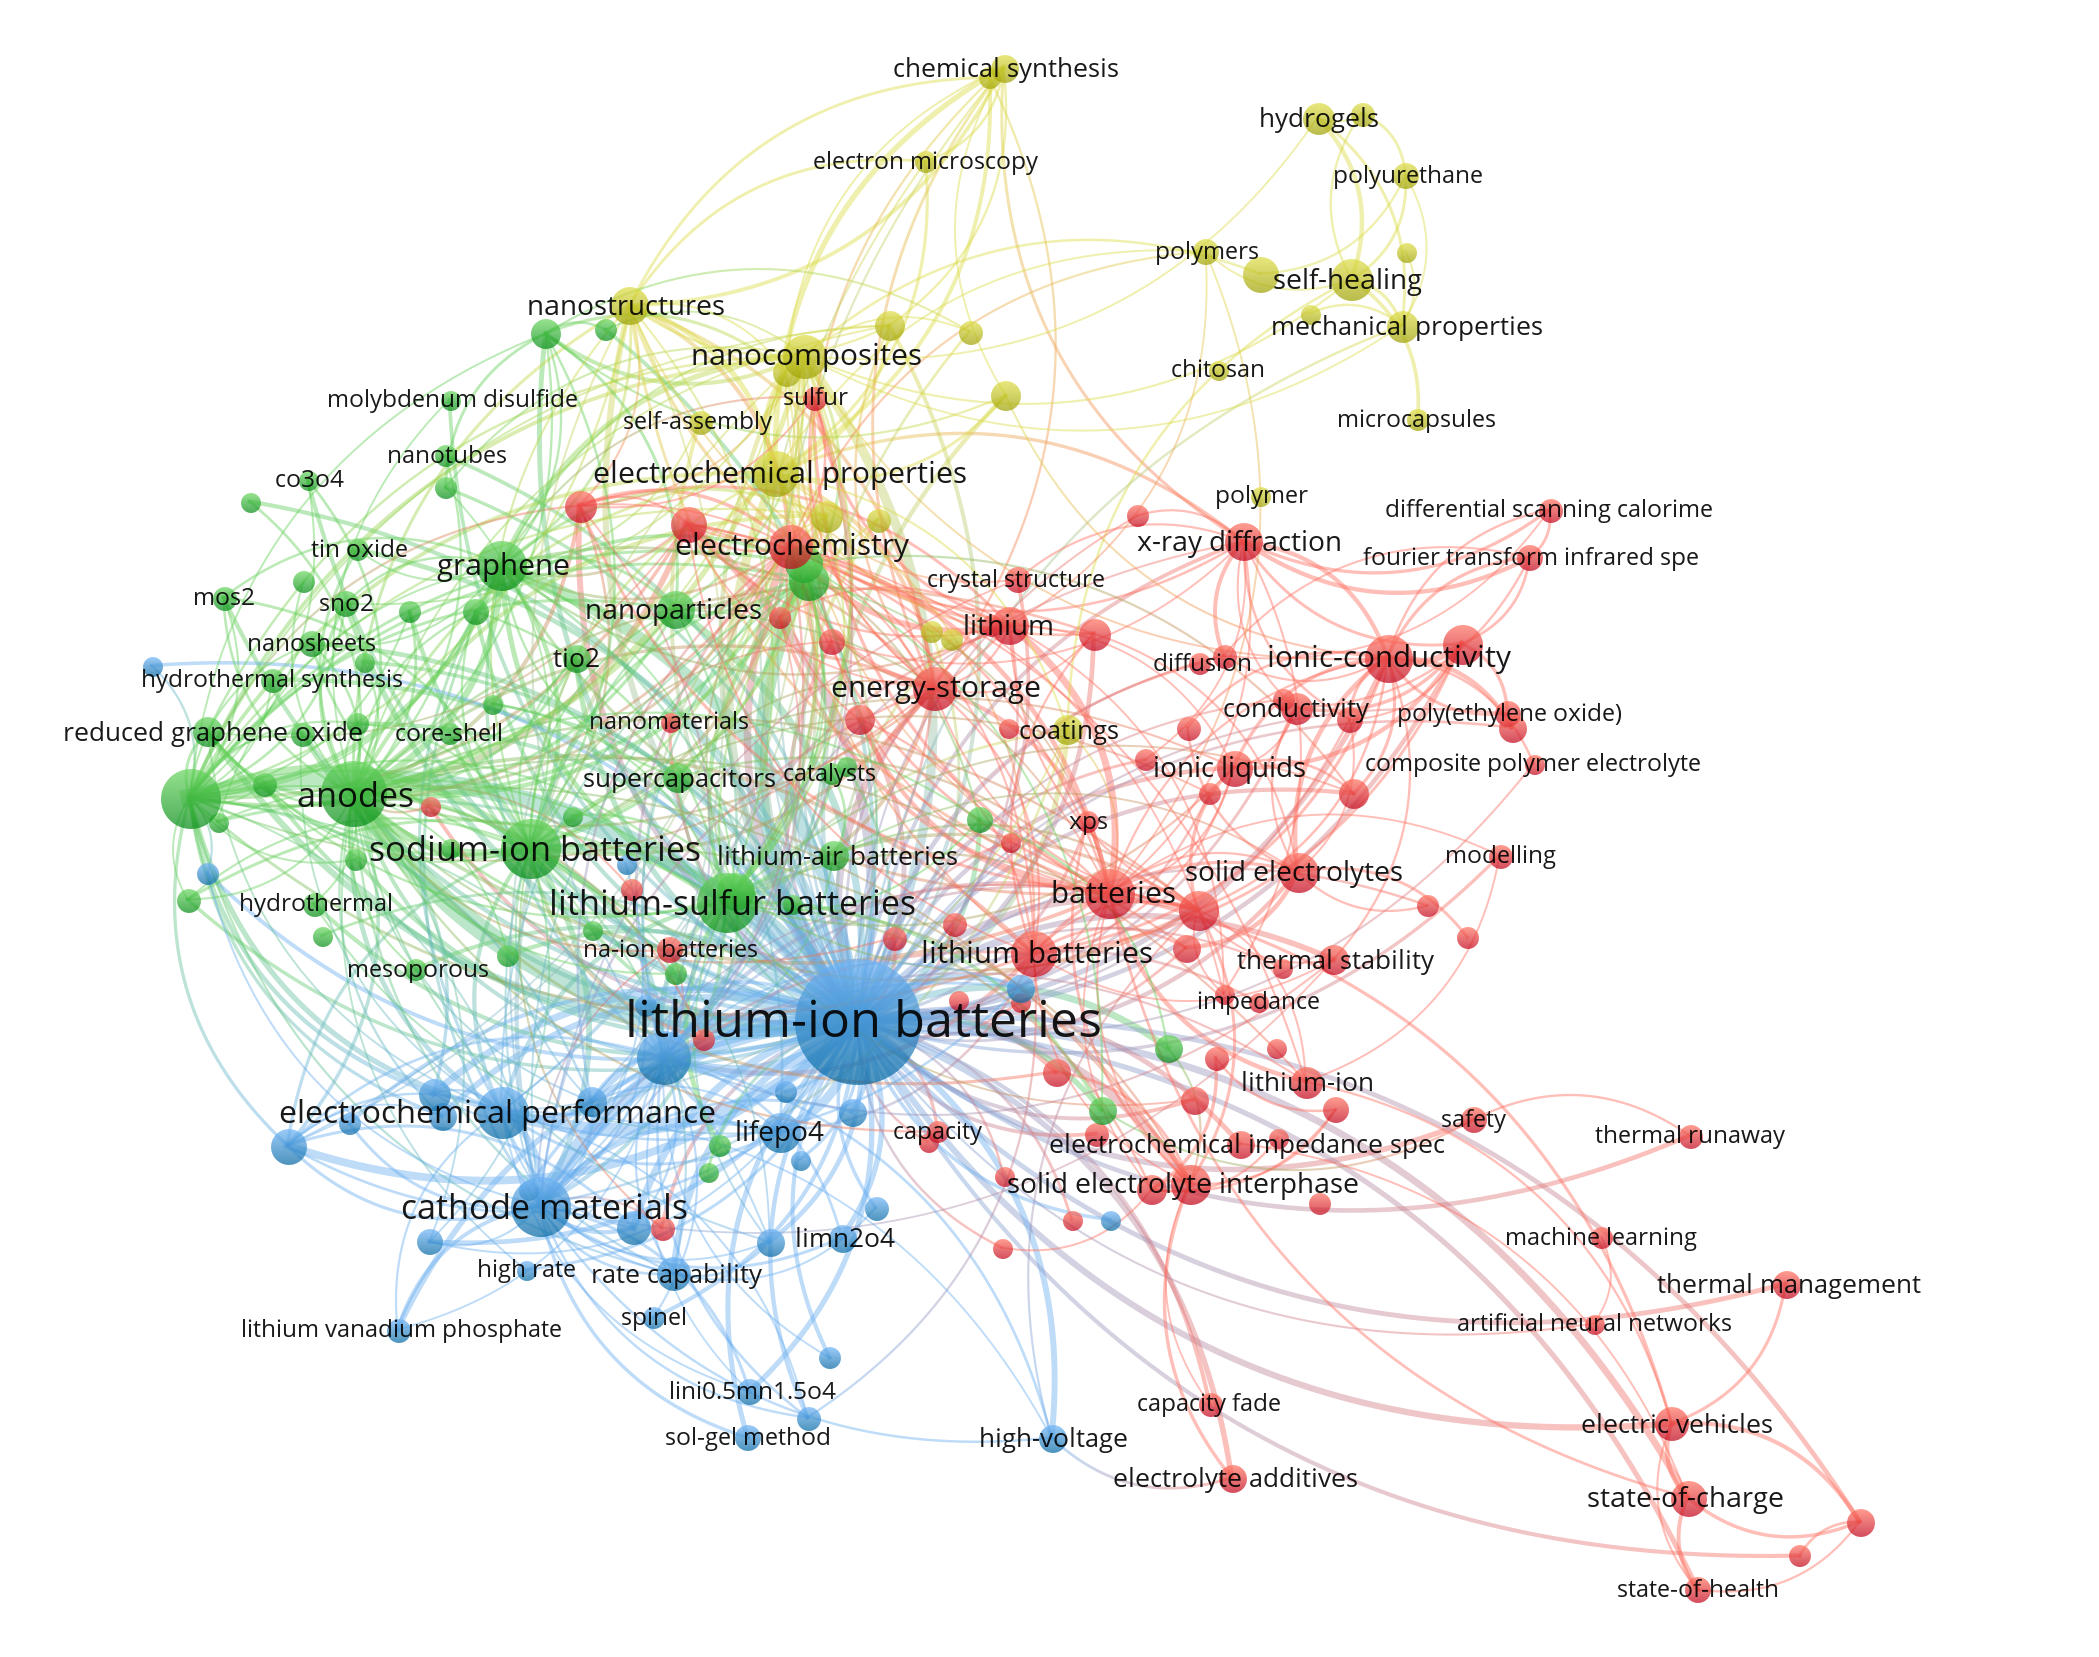 chemical synthesis
hydrogels
electron microscopy
polyurethane
polymers
self-healing
nanostructures
mechanical properties
nanocomposites
chitosan
molybdenum disulfide
sulfur
self-assembly
microcapsules
nanotubes
electrochemical properties
co3o4
polymer
differential scanning calorime
tin oxide
electrochemistry
x-ray diffraction
fourier transform infrared spe
graphene
crystal structure
mos2
sno2
nanoparticles
lithium
nanosheets
tio2
diffusion
ionic-conductivity
hydrothermal synthesis
energy-storage
conductivity
poly(ethylene oxide)
reduced graphene oxide
core-shell
nanomaterials
coatings
supercapacitors
catalysts
ionic liquids
composite polymer electrolyte
anodes
xps
sodium-ion batteries
lithium-air batteries
modelling
solid electrolytes
batteries
hydrothermal
lithium-sulfur batteries
na-ion batteries
lithium batteries
thermal stability
mesoporous
impedance
lithium-ion batteries
lithium-ion
electrochemical performance
lifepo4
capacity
safety
thermal runaway
electrochemical impedance spec
solid electrolyte interphase
cathode materials
limn2o4
machine learning
high rate
rate capability
thermal management
spinel
lithium vanadium phosphate
artificial neural networks
lini0.5mn1.5o4
capacity fade
sol-gel method
high-voltage
electric vehicles
electrolyte additives
state-of-charge
state-of-health